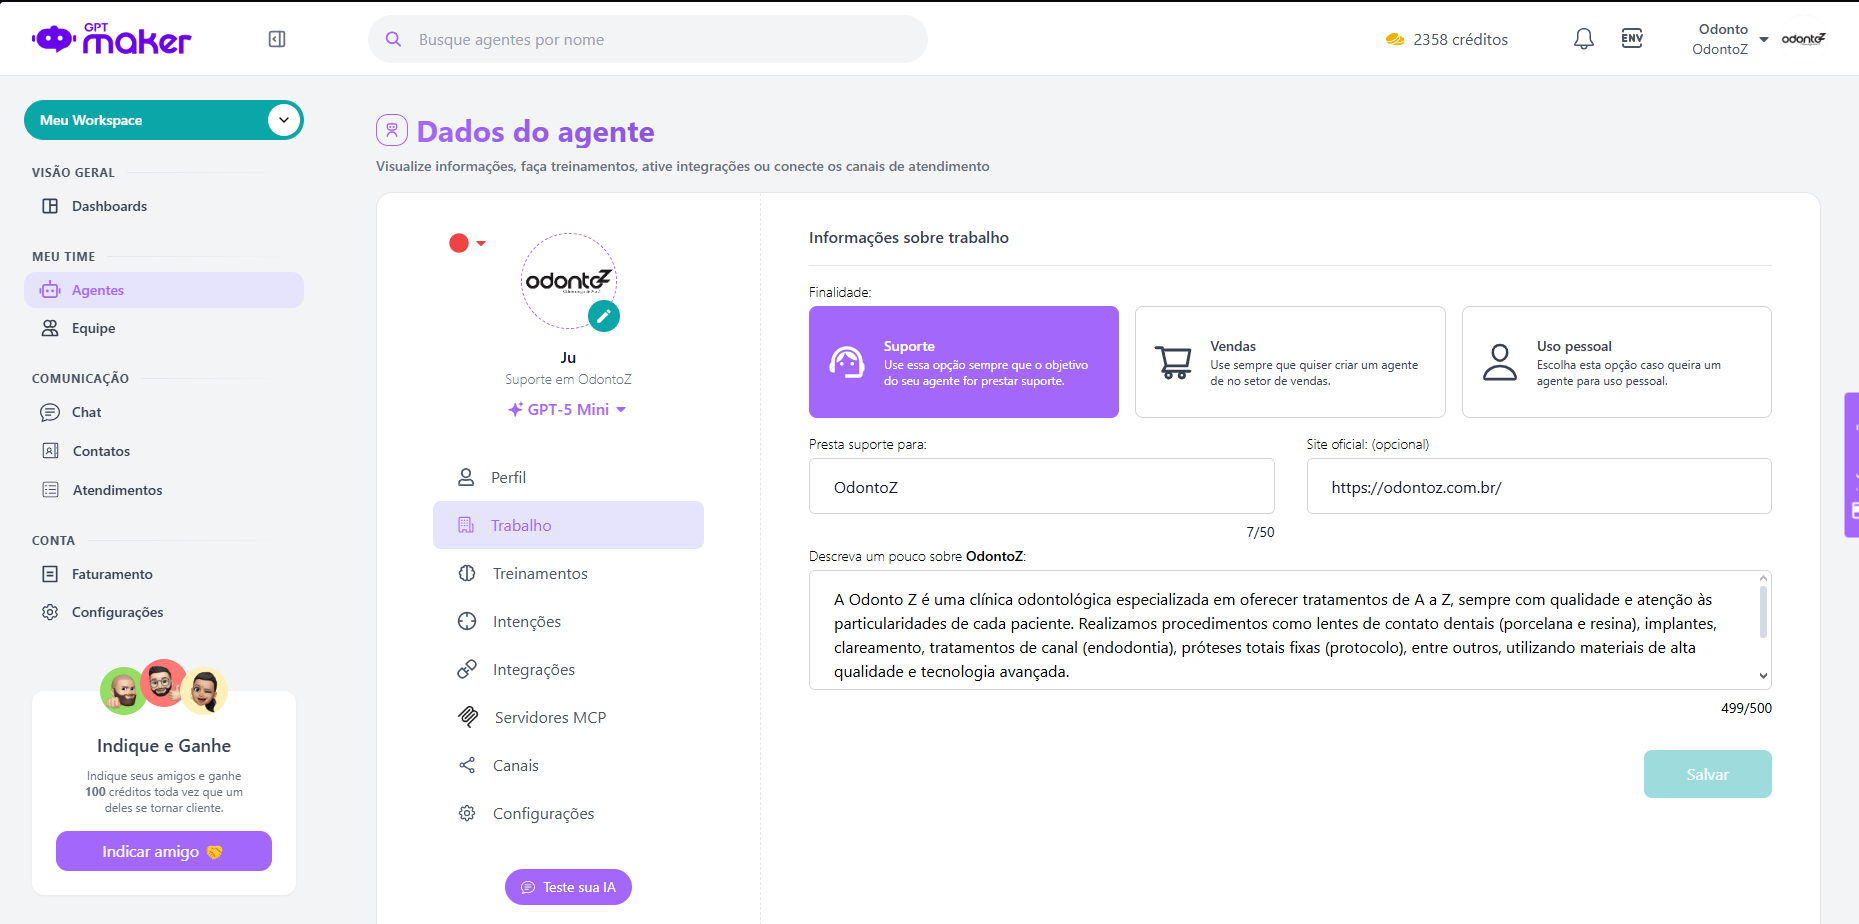 GPT
maker
Busque agentes por nome
2358 créditos
ENV
Odonto
OdontoZ
odontoZ
Meu Workspace
VISÃO GERAL
Dashboards
MEU TIME
Agentes
Equipe
COMUNICAÇÃO
Chat
Contatos
Atendimentos
CONTA
Faturamento
Configurações
Indique e Ganhe
Indique seus amigos e ganhe
100 créditos toda vez que um
deles se tornar cliente.
Indicar amigo
Dados do agente
Visualize informações, faça treinamentos, ative integrações ou conecte os canais de atendimento
odontoZ
Ju
Suporte em OdontoZ
GPT-5 Mini
Perfil
Trabalho
Treinamentos
Intenções
Integrações
Servidores MCP
Canais
Configurações
Teste sua IA
Informações sobre trabalho
Finalidade:
Suporte
Use essa opção sempre que o objetivo
do seu agente for prestar suporte.
Vendas
Use sempre que quiser criar um agente
de no setor de vendas.
Uso pessoal
Escolha esta opção caso queira um
agente para uso pessoal.
Presta suporte para:
OdontoZ
7/50
Site oficial: (opcional)
https://odontoz.com.br/
Descreva um pouco sobre OdontoZ:
A Odonto Z é uma clínica odontológica especializada em oferecer tratamentos de A a Z, sempre com qualidade e atenção às
particularidades de cada paciente. Realizamos procedimentos como lentes de contato dentais (porcelana e resina), implantes,
clareamento, tratamentos de canal (endodontia), próteses totais fixas (protocolo), entre outros, utilizando materiais de alta
qualidade e tecnologia avançada.
499/500
Salvar